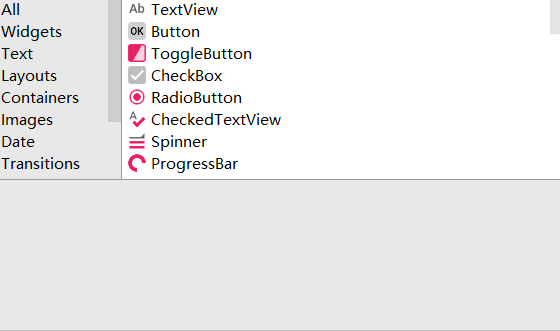 All
Widgets
Text
Layouts
Containers
Images
Date
Transitions
Ab TextView
OK Button
ToggleButton
CheckBox
RadioButton
A CheckedTextView
Spinner
ProgressBar